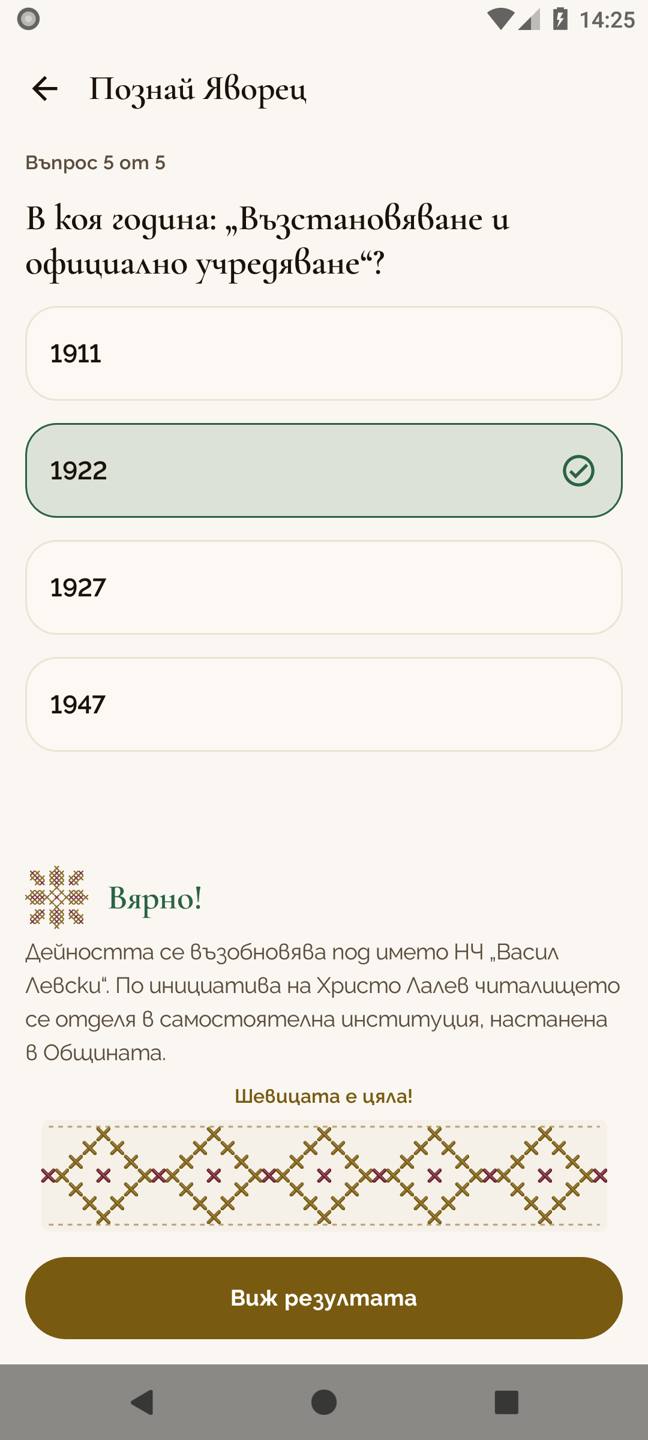 14:25
Познай Яворец
Въпрос 5 от 5
В коя година: „Възстановяване и
официално учредяване“?
1911
1922
1927
1947
Вярно!
Дейността се възобновява под името НЧ „Васил
Левски“. По инициатива на Христо Лалев читалището
се отделя в самостоятелна институция, настанена
в Общината.
Шевицата е цяла!
Виж резултата